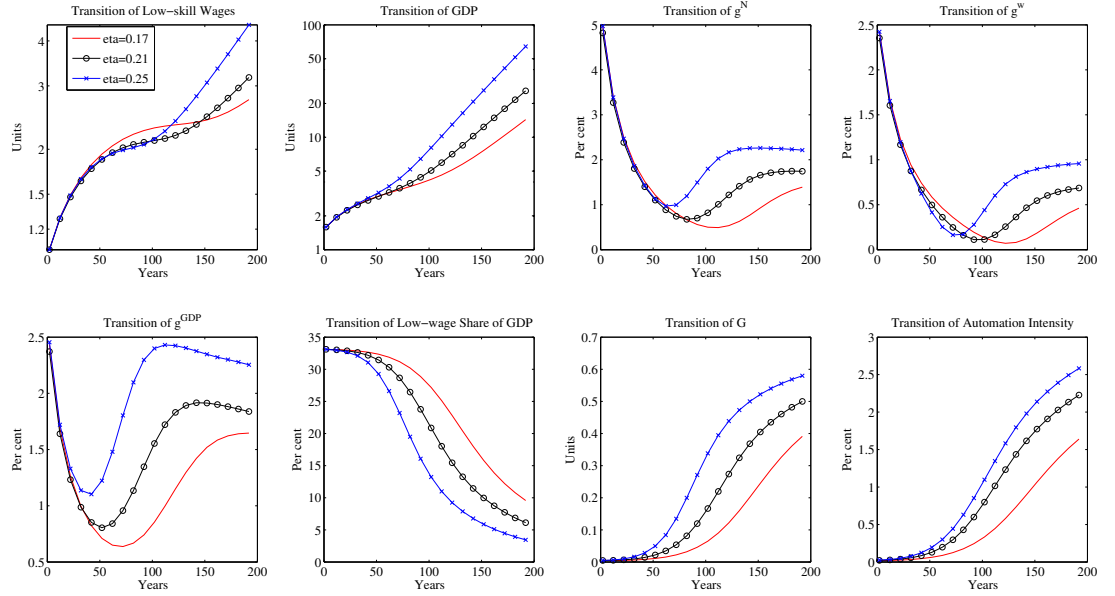 Transition of Low−skill Wages
4
3
2
1.5
1.2
Units
0 50 100 150 200
Years
eta=0.17
eta=0.21
eta=0.25
Transition of GDP
100
50
20
10
5
3
2
1
Units
0 50 100 150 200
Years
Transition of g^N
5
4
3
2
1
0
Per cent
0 50 100 150 200
Years
Transition of g^w
2.5
2
1.5
1
0.5
0
Per cent
0 50 100 150 200
Years
Transition of g^GDP
2.5
2
1.5
1
0.5
Per cent
0 50 100 150 200
Years
Transition of Low−wage Share of GDP
35
30
25
20
15
10
5
0
Per cent
0 50 100 150 200
Years
Transition of G
0.7
0.6
0.5
0.4
0.3
0.2
0.1
0
Units
0 50 100 150 200
Years
Transition of Automation Intensity
3
2.5
2
1.5
1
0.5
0
Per cent
0 50 100 150 200
Years